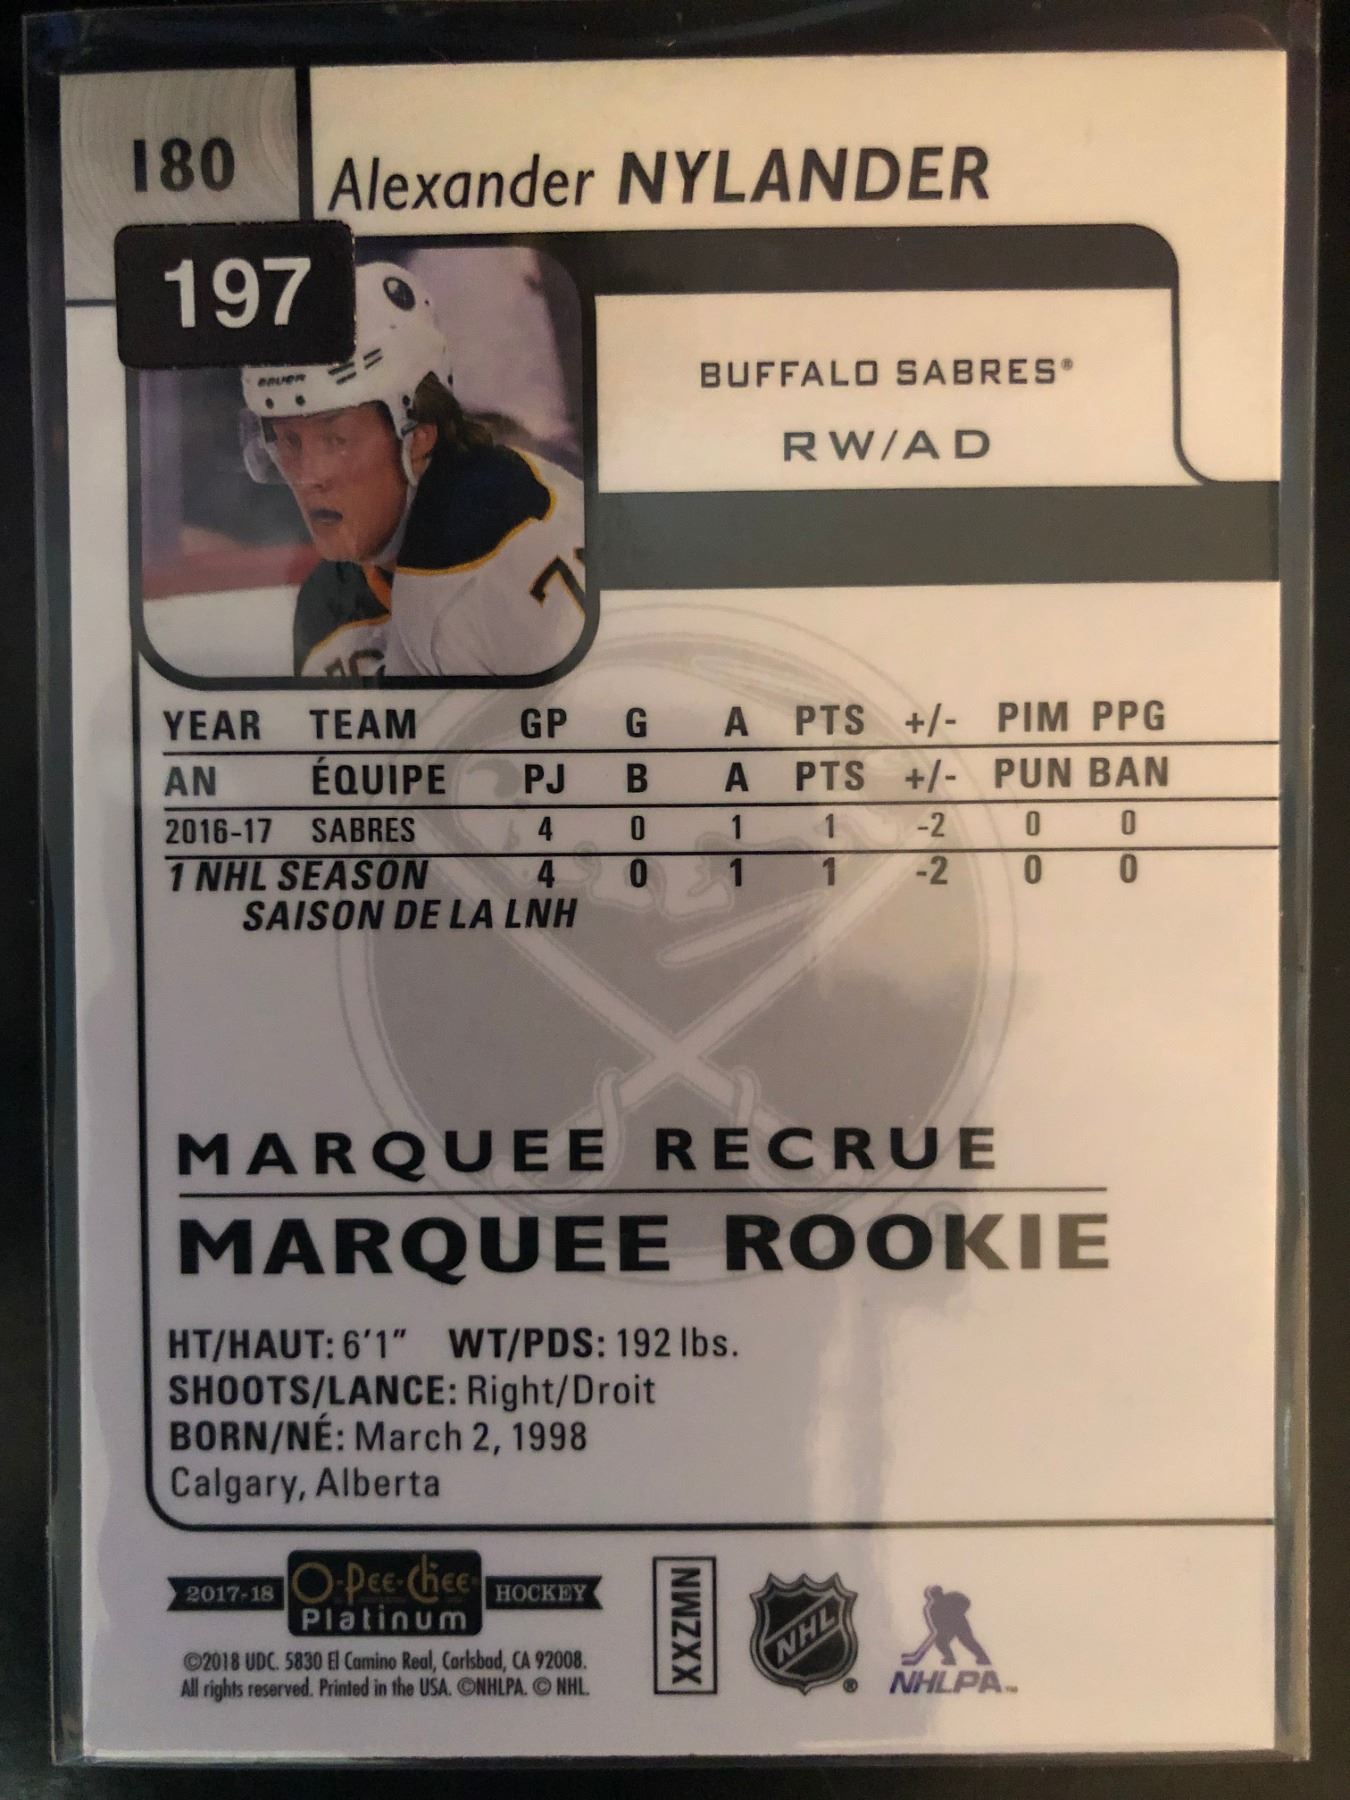 180
Alexander NYLANDER
197
BAUER
BUFFALO SABRES®
RW/AD
YEAR TEAM GP G A PTS +/- PIM PPG
AN ÉQUIPE PJ B A PTS +/- PUN BAN
2016-17 SABRES 4 0 1 1 -2 0 0
1 NHL SEASON 4 0 1 1 -2 0 0
SAISON DE LA LNH
MARQUEE RECRUE
MARQUEE ROOKIE
HT/HAUT: 6'1" WT/PDS: 192 lbs.
SHOOTS/LANCE: Right/Droit
BORN/NÉ: March 2, 1998
Calgary, Alberta
2017-18 O-Pee-Chee HOCKEY
Platinum
©2018 UDC. 5830 El Camino Real, Carlsbad, CA 92008.
All rights reserved. Printed in the USA. ©NHLPA. © NHL.
XXZMN
NHL®
NHLPA™